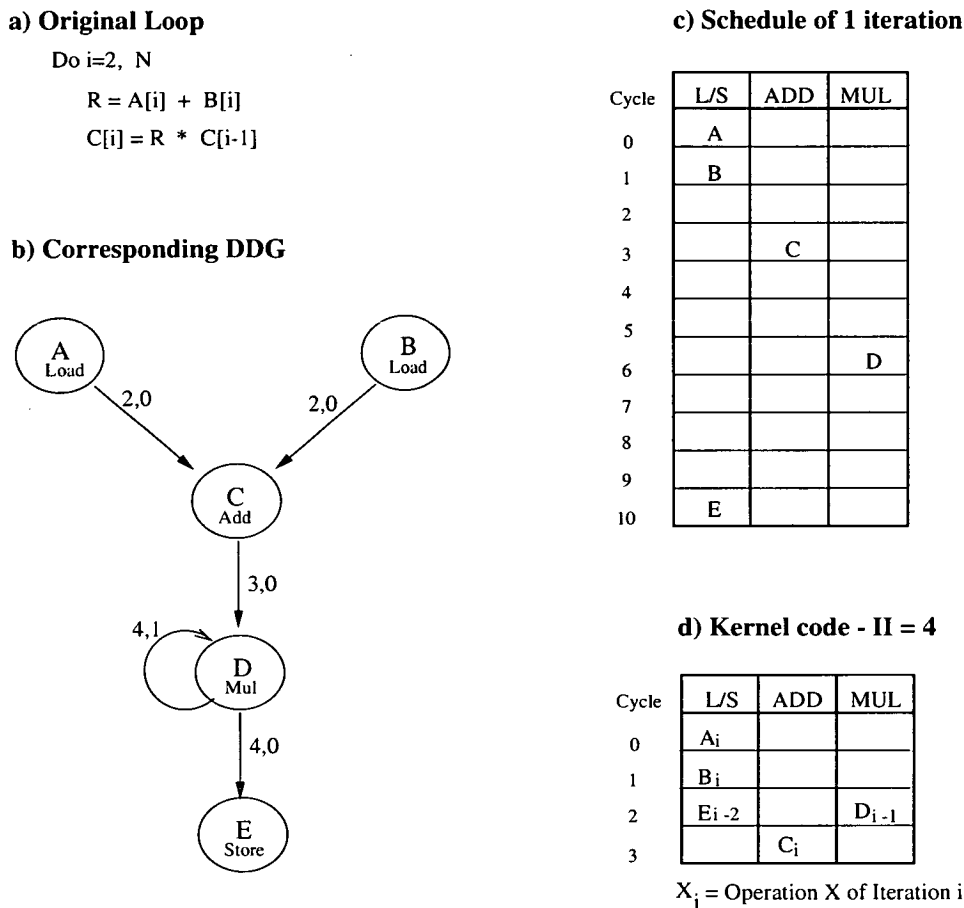 a) Original Loop
Do i=2, N
R = A[i] + B[i]
C[i] = R * C[i-1]
b) Corresponding DDG
A
Load
B
Load
2,0
2,0
C
Add
3,0
4,1
D
Mul
4,0
E
Store
c) Schedule of 1 iteration
Cycle L/S ADD MUL
0 A
1 B
2
3 C
4
5
6 D
7
8
9
10 E
d) Kernel code - II = 4
Cycle L/S ADD MUL
0 Ai
1 Bi
2 Ei-2 Di-1
3 Ci
Xi = Operation X of Iteration i